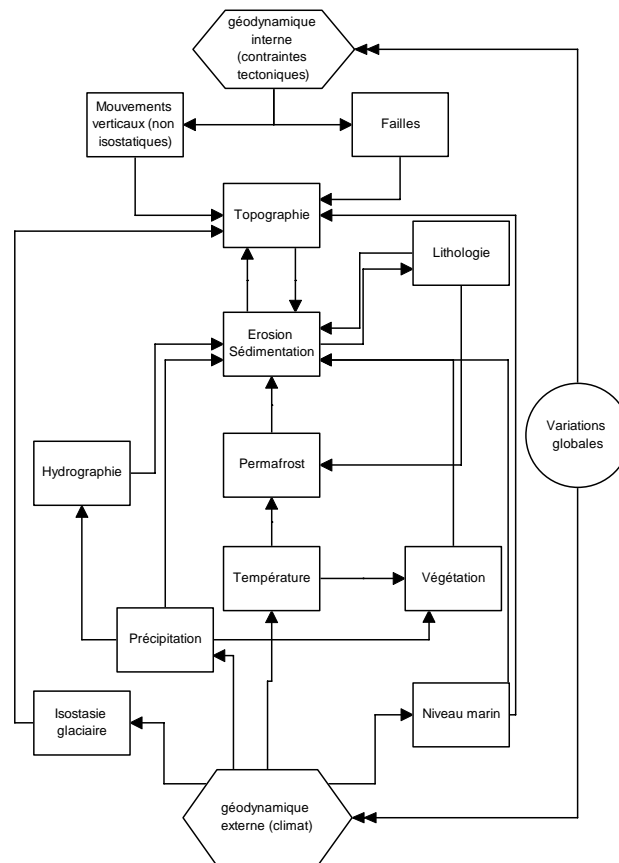 géodynamique
interne
(contraintes
tectoniques)
Mouvements
verticaux (non
isostatiques)
Failles
Topographie
Lithologie
Erosion
Sédimentation
Variations
globales
Hydrographie
Permafrost
Température
Végétation
Précipitation
Isostasie
glaciaire
Niveau marin
géodynamique
externe (climat)